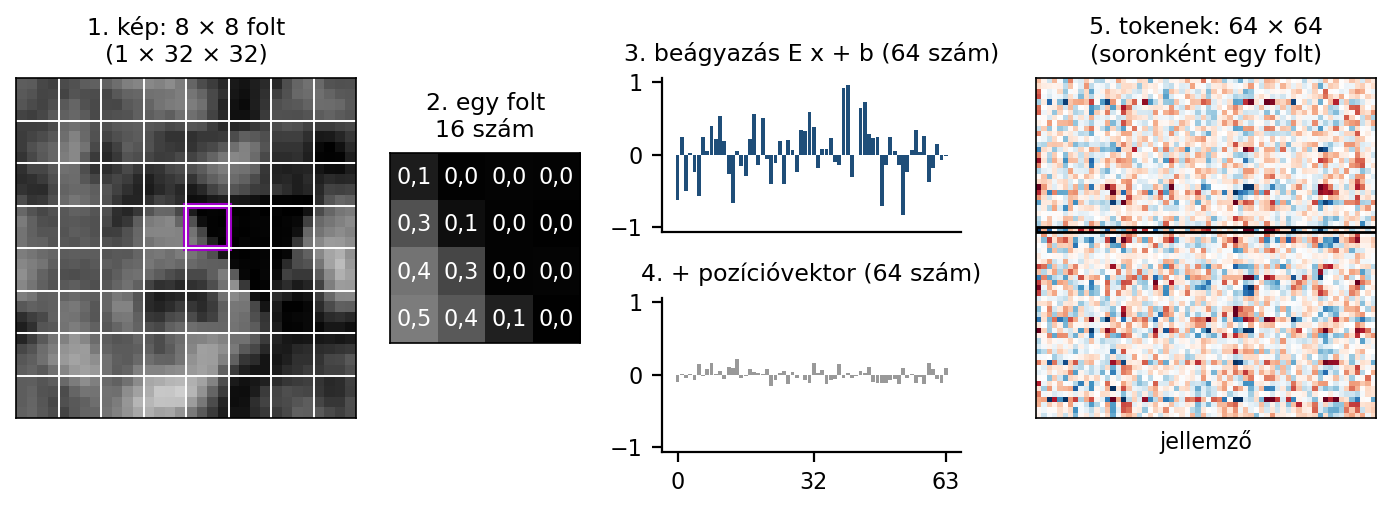 1. kép: 8 × 8 folt
(1 × 32 × 32)
2. egy folt
16 szám
0,1 0,0 0,0 0,0
0,3 0,1 0,0 0,0
0,4 0,3 0,0 0,0
0,5 0,4 0,1 0,0
3. beágyazás E x + b (64 szám)
1
0
−1
4. + pozícióvektor (64 szám)
1
0
−1
0 32 63
5. tokenek: 64 × 64
(soronként egy folt)
jellemző